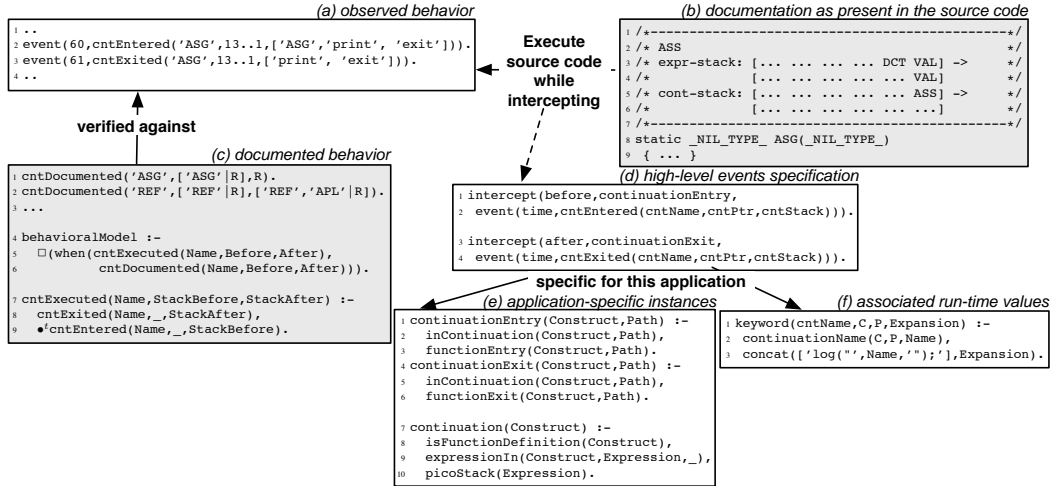 (a) observed behavior
1 ..
2 event(60,cntEntered('ASG',13..1,['ASG','print', 'exit'])).
3 event(61,cntExited('ASG',13..1,['print', 'exit'])).
4 ..
Execute
source code
while
intercepting
(b) documentation as present in the source code
1 /*-------------------------------------------------*/
2 /* ASS */
3 /* expr-stack: [... ... ... ... DCT VAL] -> */
4 /* [... ... ... ... VAL] */
5 /* cont-stack: [... ... ... ... ... ASS] -> */
6 /* [... ... ... ... ... ...] */
7 /*-------------------------------------------------*/
8 static _NIL_TYPE_ ASG(_NIL_TYPE_)
9 { ... }
verified against
(c) documented behavior
1 cntDocumented('ASG',['ASG'|R],R).
2 cntDocumented('REF',['REF'|R],['REF','APL'|R]).
3 ...
4 behavioralModel :-
5 □(when(cntExecuted(Name,Before,After),
6 cntDocumented(Name,Before,After))).
7 cntExecuted(Name,StackBefore,StackAfter) :-
8 cntExited(Name,_,StackAfter),
9 ●ᵗcntEntered(Name,_,StackBefore).
(d) high-level events specification
1 intercept(before,continuationEntry,
2 event(time,cntEntered(cntName,cntPtr,cntStack))).
3 intercept(after,continuationExit,
4 event(time,cntExited(cntName,cntPtr,cntStack))).
specific for this application
(e) application-specific instances
1 continuationEntry(Construct,Path) :-
2 inContinuation(Construct,Path),
3 functionEntry(Construct,Path).
4 continuationExit(Construct,Path) :-
5 inContinuation(Construct,Path),
6 functionExit(Construct,Path).
7 continuation(Construct) :-
8 isFunctionDefinition(Construct),
9 expressionIn(Construct,Expression,_),
10 picoStack(Expression).
(f) associated run-time values
1 keyword(cntName,C,P,Expansion) :-
2 continuationName(C,P,Name),
3 concat(['log("',Name,'");'],Expansion).